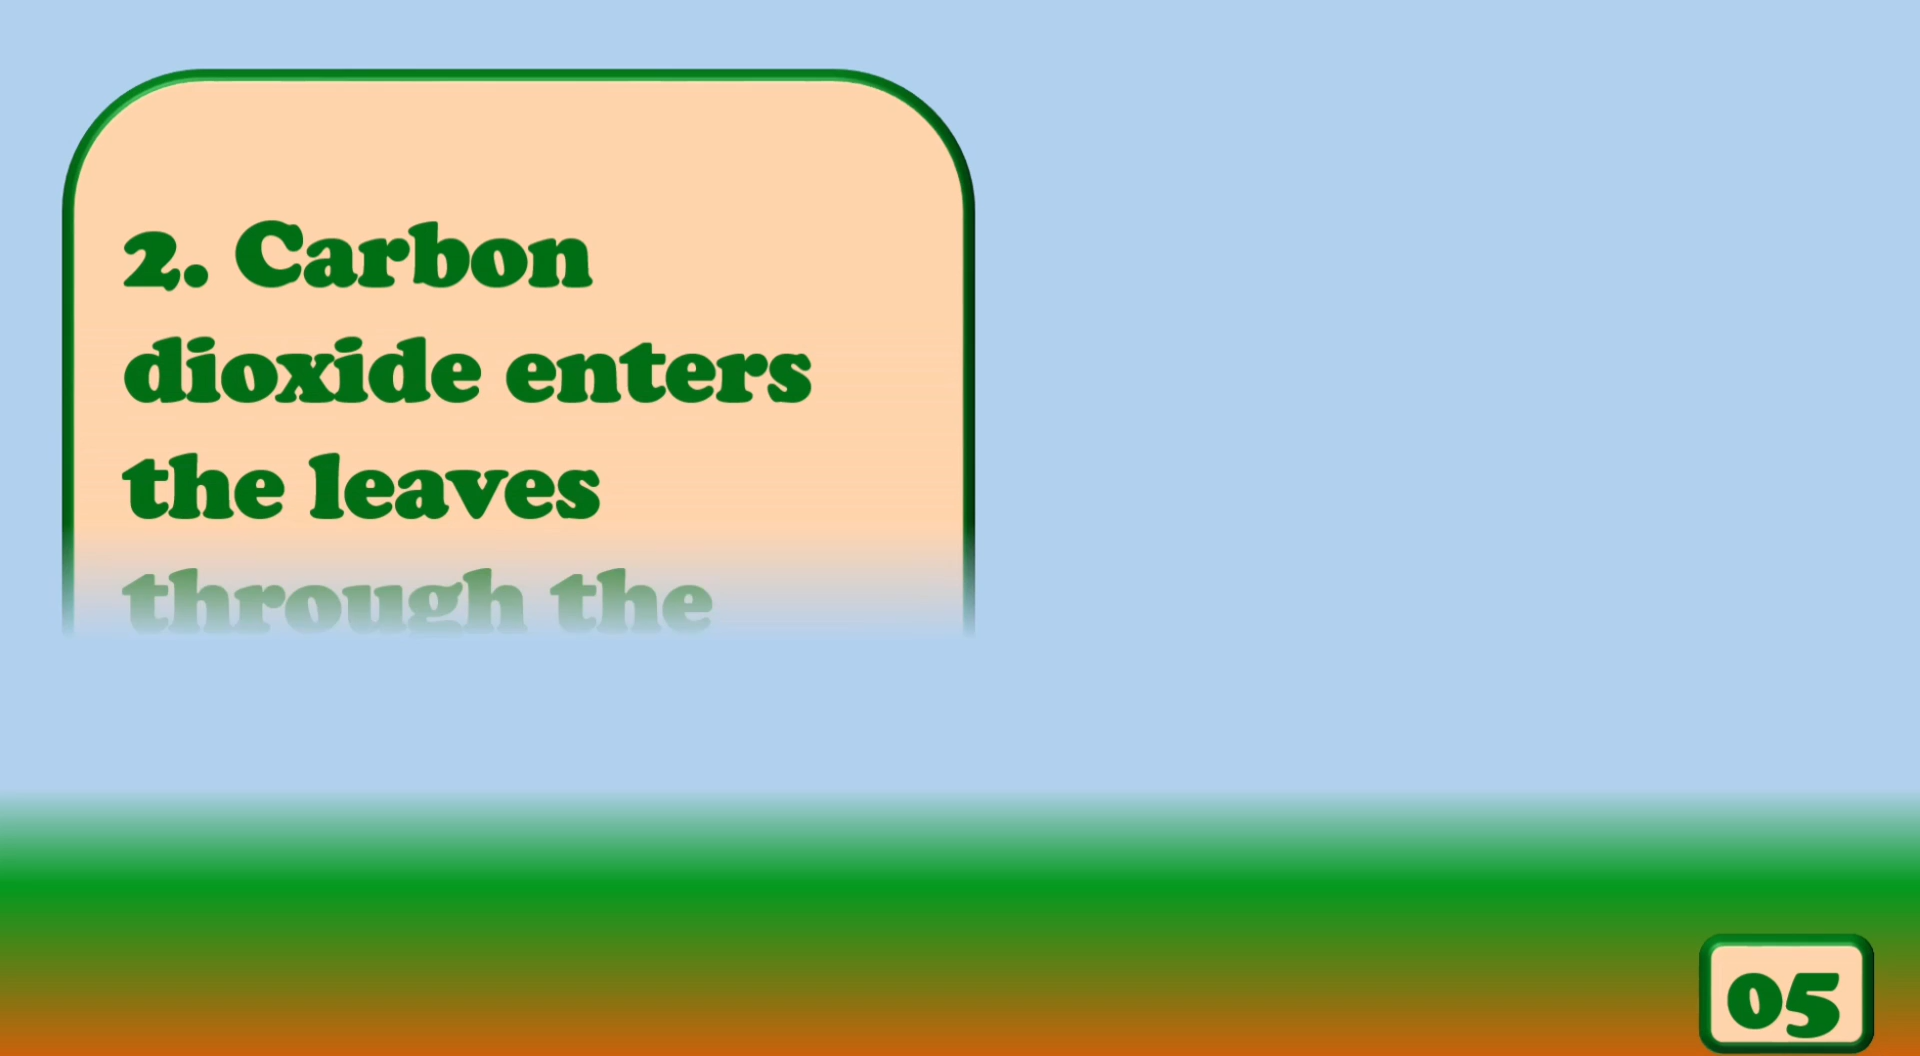 2. Carbon
dioxide enters
the leaves
through the
05